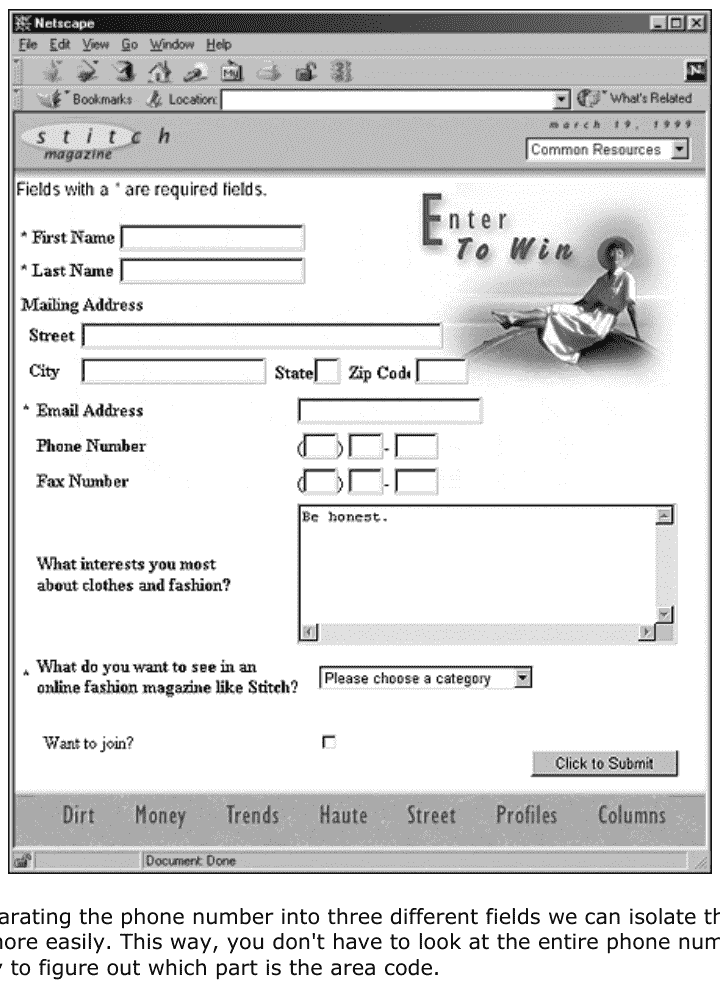 Netscape
File Edit View Go Window Help
My
N
Bookmarks Location: What's Related
stitch
magazine
march 19, 1999
Common Resources
Fields with a * are required fields.
Enter
To Win
* First Name
* Last Name
Mailing Address
Street
City State Zip Code
* Email Address
Phone Number ( ) -
Fax Number ( ) -
Be honest.
What interests you most
about clothes and fashion?
* What do you want to see in an
online fashion magazine like Stitch?
Please choose a category
Want to join?
Click to Submit
Dirt Money Trends Haute Street Profiles Columns
Document: Done
arating the phone number into three different fields we can isolate th
nore easily. This way, you don't have to look at the entire phone num
y to figure out which part is the area code.